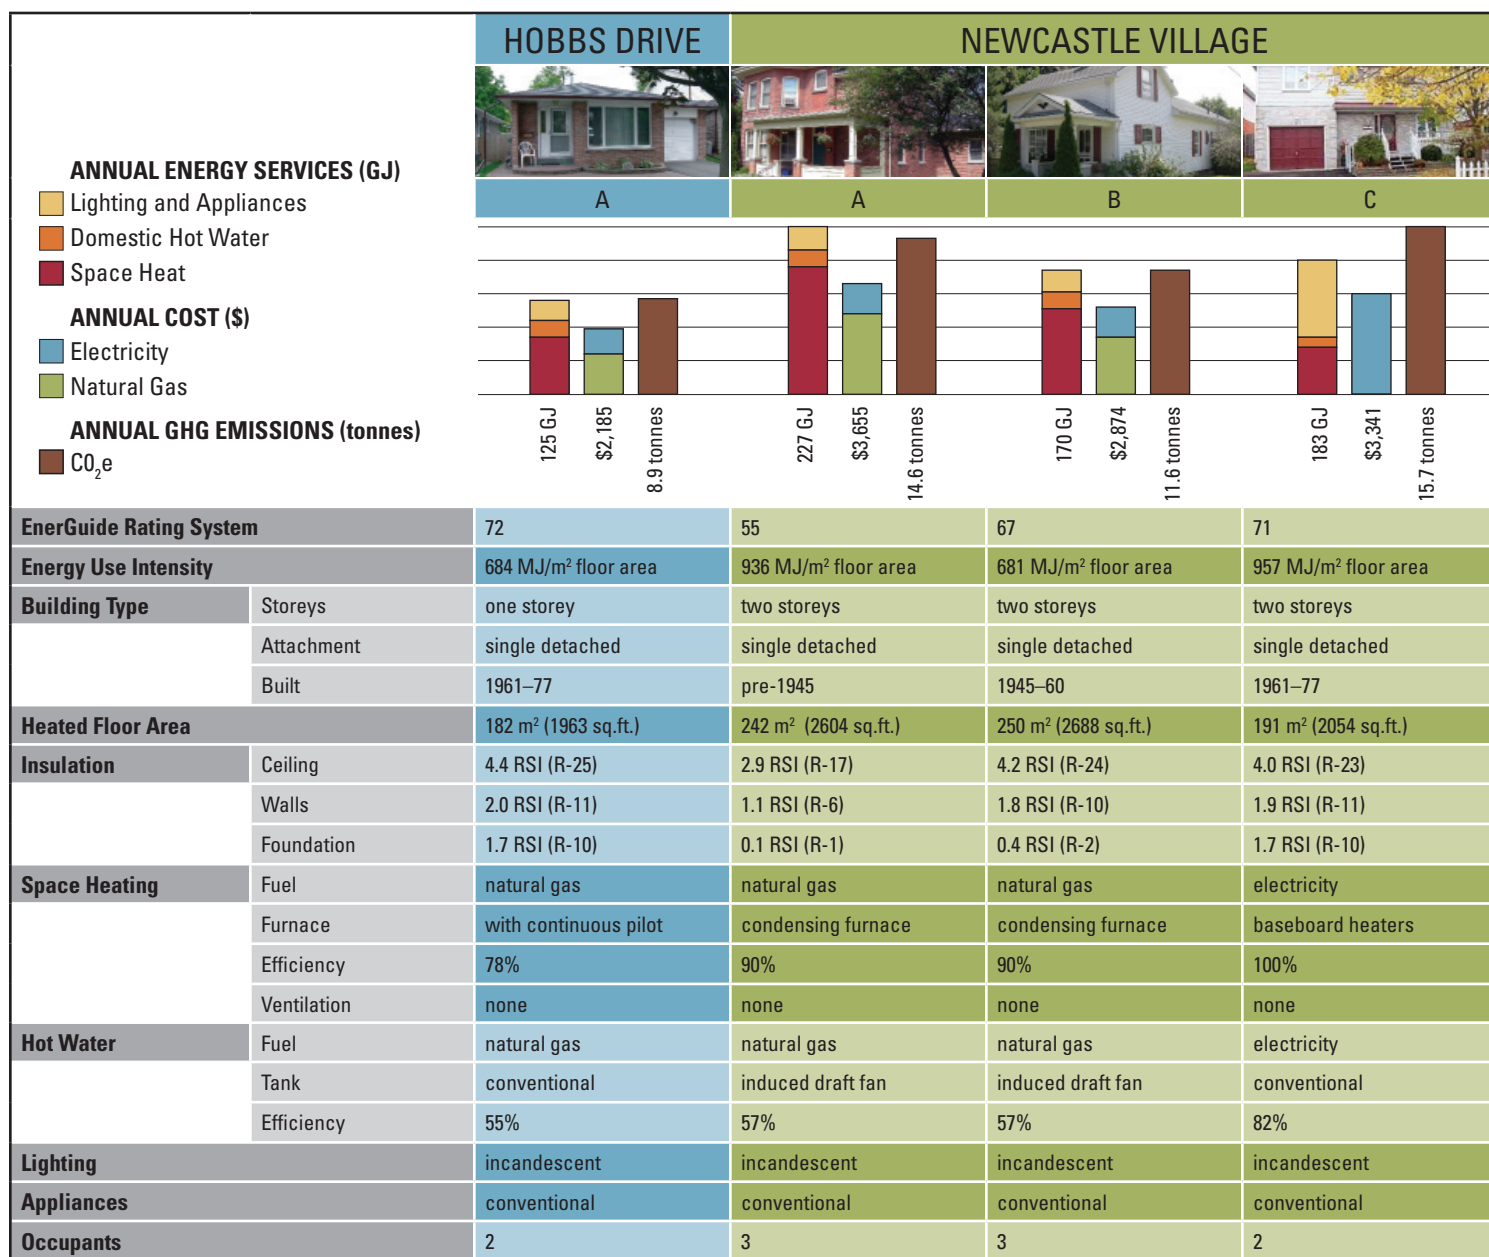 HOBBS DRIVE NEWCASTLE VILLAGE
A A B C
ANNUAL ENERGY SERVICES (GJ)
Lighting and Appliances
Domestic Hot Water
Space Heat
ANNUAL COST ($)
Electricity
Natural Gas
ANNUAL GHG EMISSIONS (tonnes)
CO₂e
125 GJ $2,185 8.9 tonnes 227 GJ $3,655 14.6 tonnes 170 GJ $2,874 11.6 tonnes 183 GJ $3,341 15.7 tonnes
EnerGuide Rating System 72 55 67 71
Energy Use Intensity 684 MJ/m² floor area 936 MJ/m² floor area 681 MJ/m² floor area 957 MJ/m² floor area
Building Type Storeys one storey two storeys two storeys two storeys
Attachment single detached single detached single detached single detached
Built 1961–77 pre-1945 1945–60 1961–77
Heated Floor Area 182 m² (1963 sq.ft.) 242 m² (2604 sq.ft.) 250 m² (2688 sq.ft.) 191 m² (2054 sq.ft.)
Insulation Ceiling 4.4 RSI (R-25) 2.9 RSI (R-17) 4.2 RSI (R-24) 4.0 RSI (R-23)
Walls 2.0 RSI (R-11) 1.1 RSI (R-6) 1.8 RSI (R-10) 1.9 RSI (R-11)
Foundation 1.7 RSI (R-10) 0.1 RSI (R-1) 0.4 RSI (R-2) 1.7 RSI (R-10)
Space Heating Fuel natural gas natural gas natural gas electricity
Furnace with continuous pilot condensing furnace condensing furnace baseboard heaters
Efficiency 78% 90% 90% 100%
Ventilation none none none none
Hot Water Fuel natural gas natural gas natural gas electricity
Tank conventional induced draft fan induced draft fan conventional
Efficiency 55% 57% 57% 82%
Lighting incandescent incandescent incandescent incandescent
Appliances conventional conventional conventional conventional
Occupants 2 3 3 2